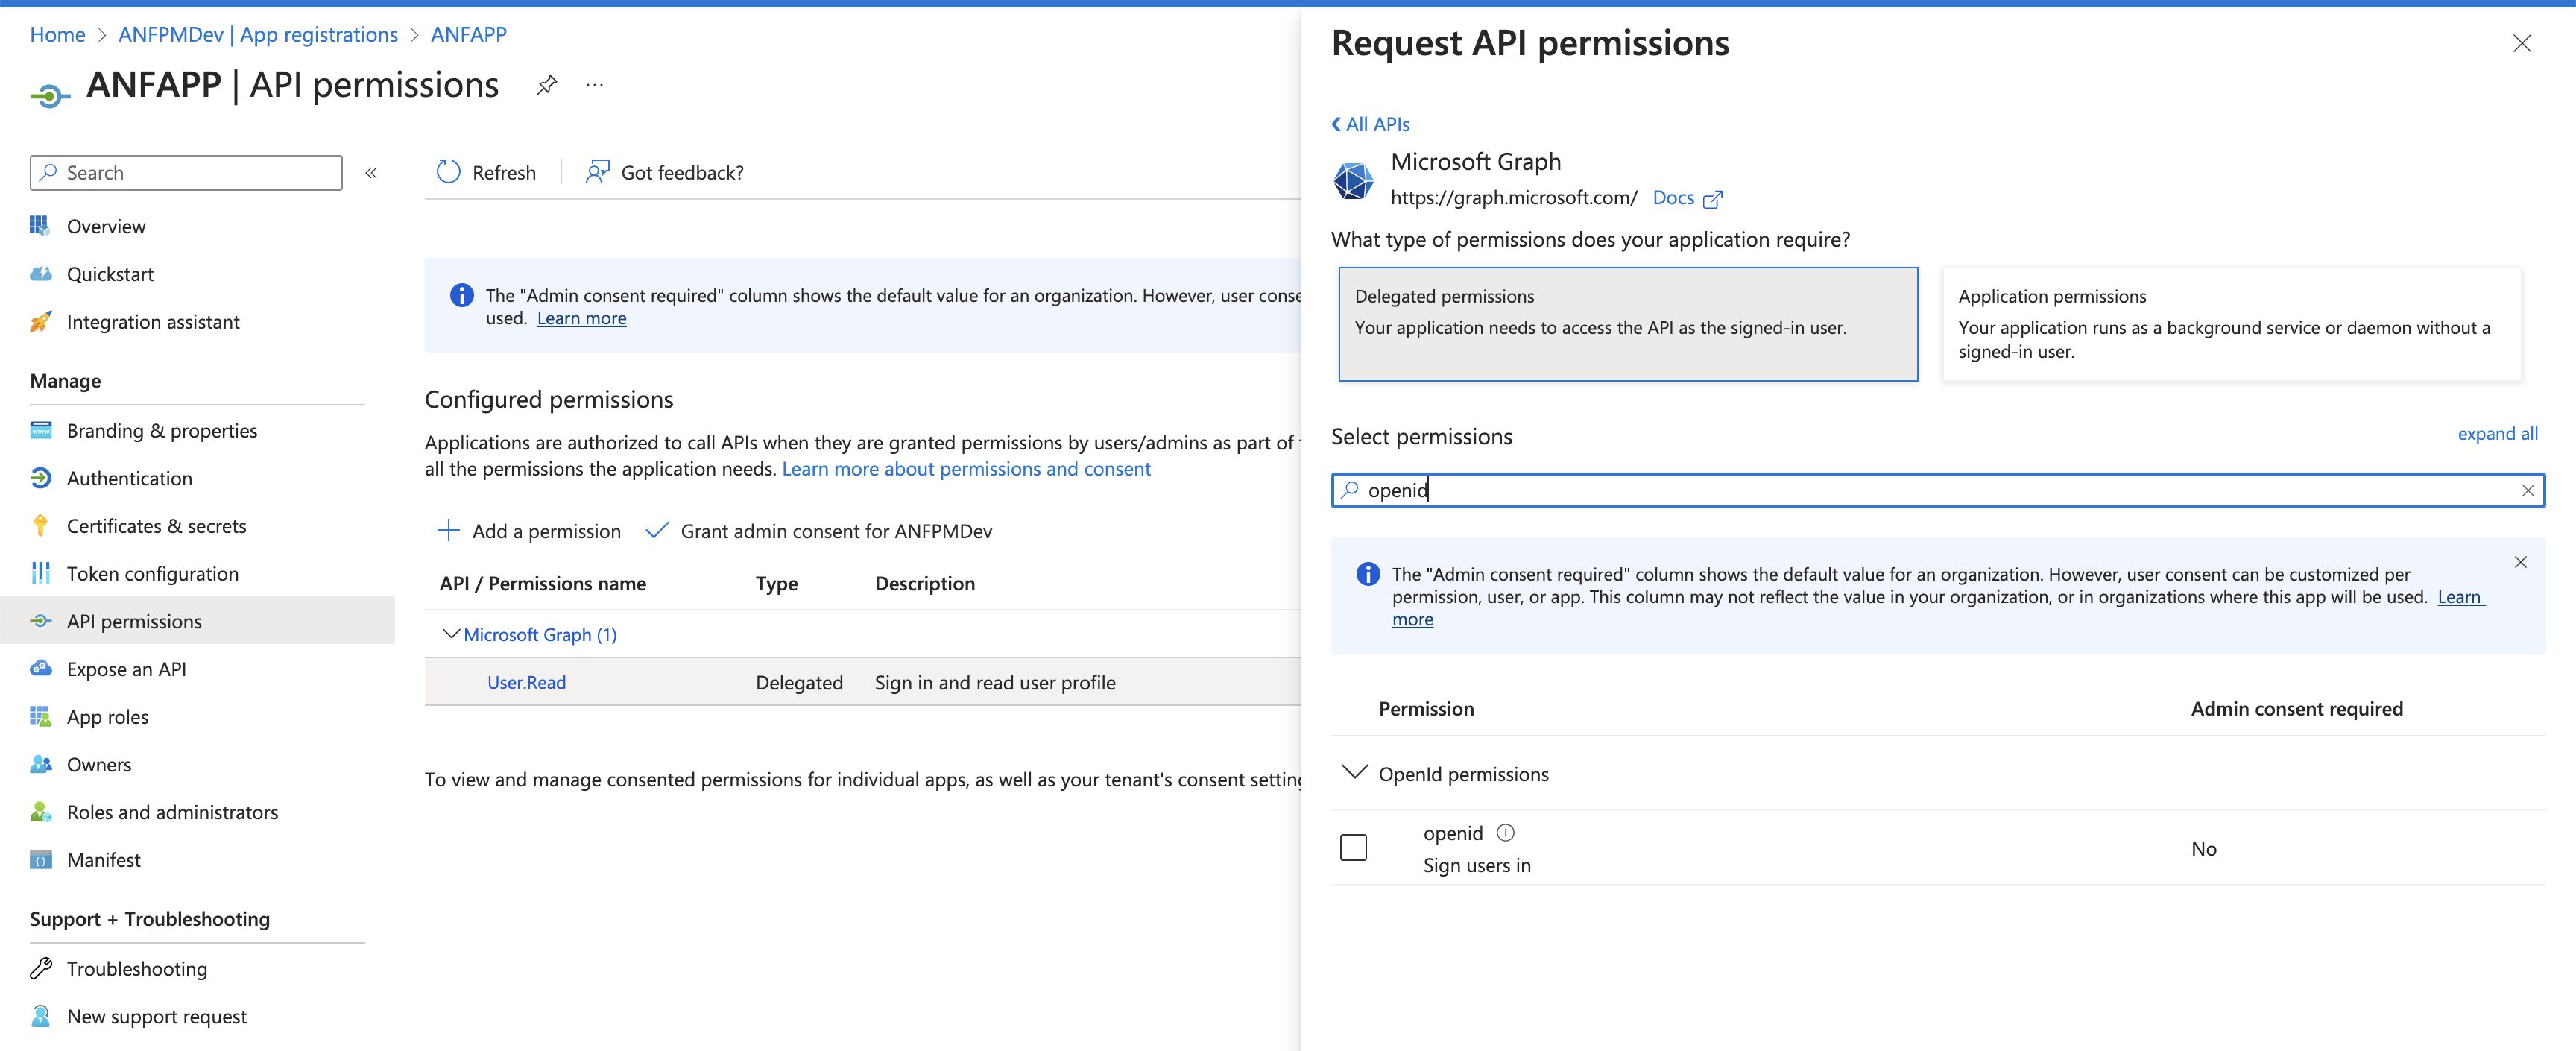 Home > ANFPMDev | App registrations > ANFAPP
ANFAPP | API permissions
...
Search
«
Overview
Quickstart
Integration assistant
Manage
Branding & properties
Authentication
Certificates & secrets
Token configuration
API permissions
Expose an API
App roles
Owners
Roles and administrators
Manifest
Support + Troubleshooting
Troubleshooting
New support request
Refresh
Got feedback?
The "Admin consent required" column shows the default value for an organization. However, user conse
used. Learn more
Configured permissions
Applications are authorized to call APIs when they are granted permissions by users/admins as part of
all the permissions the application needs. Learn more about permissions and consent
Add a permission
Grant admin consent for ANFPMDev
API / Permissions name Type Description
Microsoft Graph (1)
User.Read Delegated Sign in and read user profile
To view and manage consented permissions for individual apps, as well as your tenant's consent setting
Request API permissions
All APIs
Microsoft Graph
https://graph.microsoft.com/ Docs
What type of permissions does your application require?
Delegated permissions
Your application needs to access the API as the signed-in user.
Application permissions
Your application runs as a background service or daemon without a
signed-in user.
Select permissions
expand all
openid
The "Admin consent required" column shows the default value for an organization. However, user consent can be customized per
permission, user, or app. This column may not reflect the value in your organization, or in organizations where this app will be used. Learn
more
Permission Admin consent required
OpenId permissions
openid
Sign users in
No